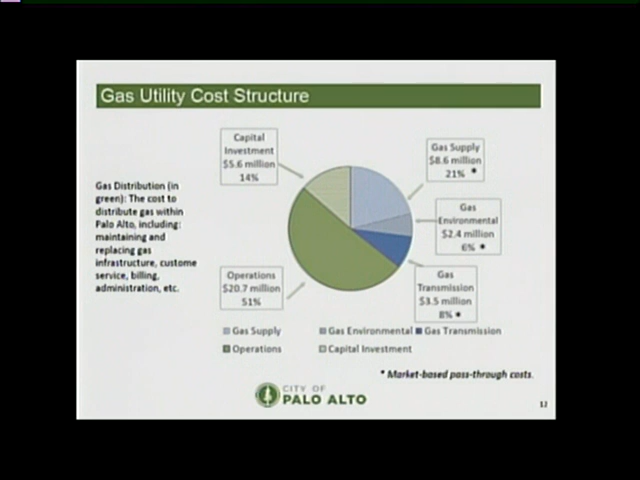 Gas Utility Cost Structure
Capital
Investment
$5.6 million
14%
Gas Supply
$8.6 million
21% *
Gas Distribution (in
green): The cost to
distribute gas within
Palo Alto, including:
maintaining and
replacing gas
infrastructure, custome
service, billing,
administration, etc.
Gas
Environmental
$2.4 million
6% *
Operations
$20.7 million
51%
Gas
Transmission
$3.5 million
8% *
Gas Supply Gas Environmental Gas Transmission
Operations Capital Investment
* Market-based pass-through costs.
CITY OF
PALO ALTO
12